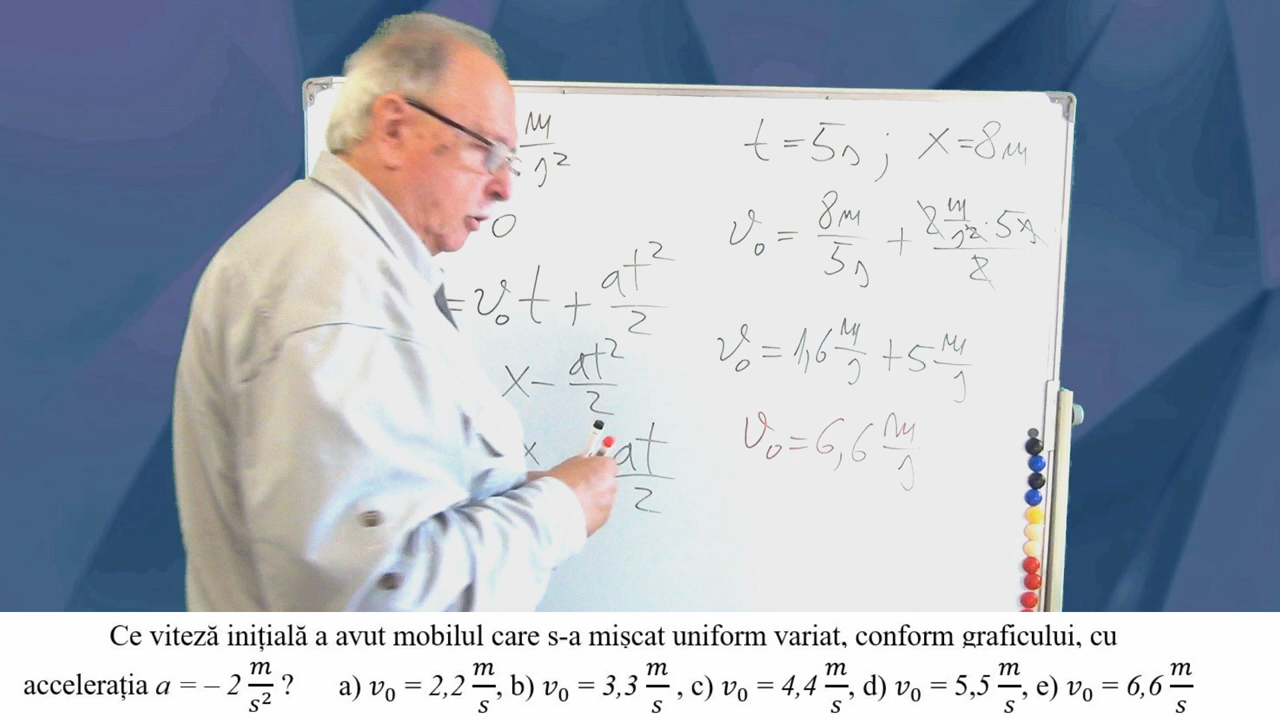 m/s²
0
= v₀t + at²/2
x – at²/2
x at/2
t = 5s ; x = 8m
v₀ = 8m/5s + 2 m/s² · 5s/2
v₀ = 1,6 m/s + 5 m/s
v₀ = 6,6 m/s
Ce viteză inițială a avut mobilul care s-a mișcat uniform variat, conform graficului, cu
accelerația a = – 2 m/s² ? a) v₀ = 2,2 m/s, b) v₀ = 3,3 m/s , c) v₀ = 4,4 m/s, d) v₀ = 5,5 m/s, e) v₀ = 6,6 m/s